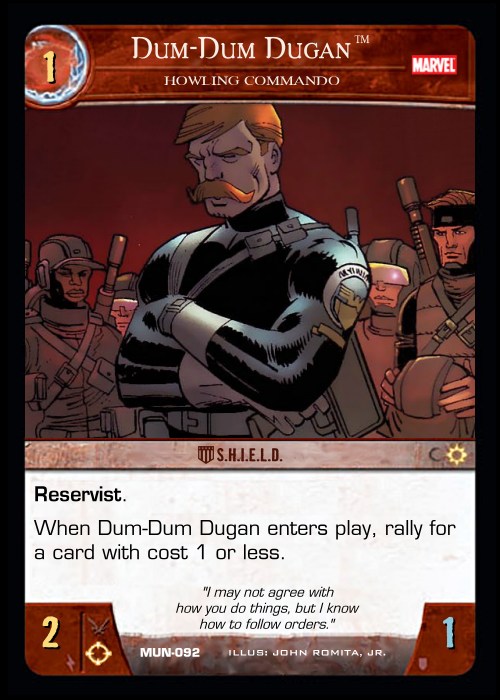 1
DUM-DUM DUGAN™
HOWLING COMMANDO
MARVEL
S.H.I.E.L.D.
C
Reservist.
When Dum-Dum Dugan enters play, rally for
a card with cost 1 or less.
"I may not agree with
how you do things, but I know
how to follow orders."
2
MUN-092 ILLUS: JOHN ROMITA, JR.
1